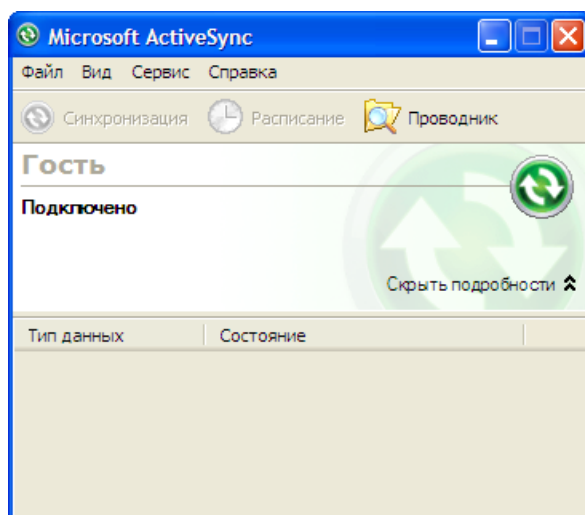 Microsoft ActiveSync
Файл Вид Сервис Справка
Синхронизация Расписание Проводник
Гость
Подключено
Скрыть подробности
Тип данных Состояние